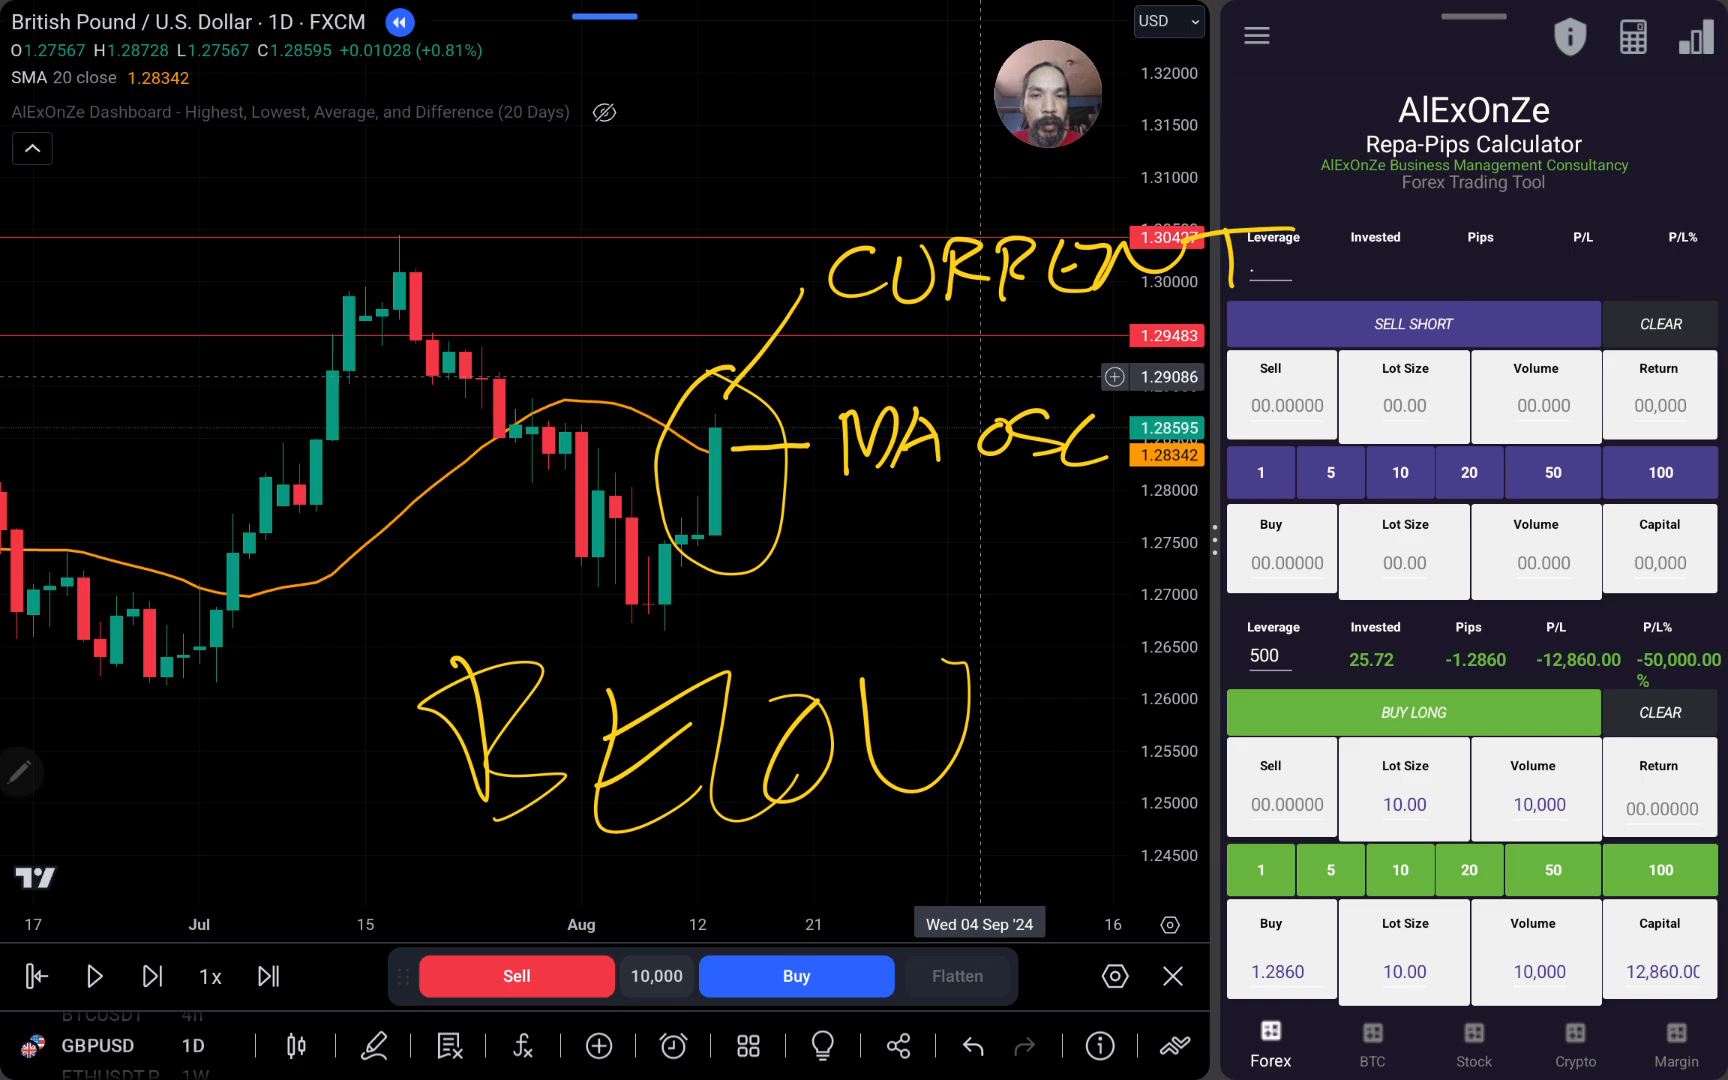 British Pound / U.S. Dollar · 1D · FXCM
O1.27567 H1.28728 L1.27567 C1.28595 +0.01028 (+0.81%)
SMA 20 close 1.28342
AlExOnZe Dashboard - Highest, Lowest, Average, and Difference (20 Days)
USD
1.32000
1.31500
1.31000
1.30427
1.30000
1.29483
1.29086
1.28595
1.28342
1.28000
1.27500
1.27000
1.26500
1.26000
1.25500
1.25000
1.24500
CURRENT
MA OSC
BELOW
17 Jul 15 Aug 12 21 Wed 04 Sep '24 16
1x Sell 10,000 Buy Flatten
BTCUSDT 4h
GBPUSD 1D
ETHUSDT.P 1W
AlExOnZe
Repa-Pips Calculator
AlExOnZe Business Management Consultancy
Forex Trading Tool
Leverage Invested Pips P/L P/L%
.
SELL SHORT CLEAR
Sell Lot Size Volume Return
00.00000 00.00 00.000 00,000
1 5 10 20 50 100
Buy Lot Size Volume Capital
00.00000 00.00 00.000 00,000
Leverage Invested Pips P/L P/L%
500 25.72 -1.2860 -12,860.00 -50,000.00
%
BUY LONG CLEAR
Sell Lot Size Volume Return
00.00000 10.00 10,000 00.00000
1 5 10 20 50 100
Buy Lot Size Volume Capital
1.2860 10.00 10,000 12,860.00
Forex BTC Stock Crypto Margin